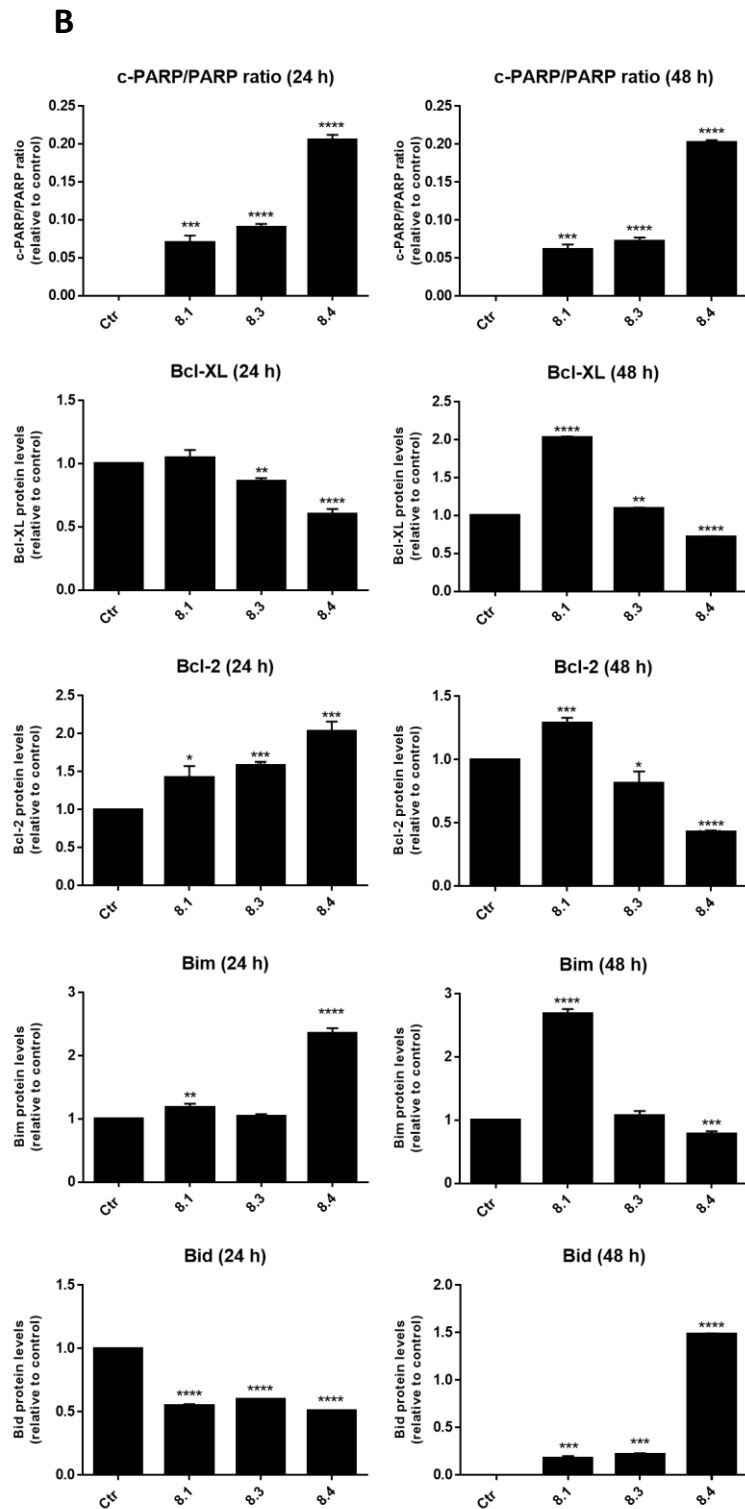 B
c-PARP/PARP ratio (24 h)
c-PARP/PARP ratio
(relative to control)
0.25
0.20
0.15
0.10
0.05
0.00
***
****
****
Ctr
8.1
8.3
8.4
c-PARP/PARP ratio (48 h)
c-PARP/PARP ratio
(relative to control)
0.25
0.20
0.15
0.10
0.05
0.00
***
****
****
Ctr
8.1
8.3
8.4
Bcl-XL (24 h)
Bcl-XL protein levels
(relative to control)
1.5
1.0
0.5
0.0
**
****
Ctr
8.1
8.3
8.4
Bcl-XL (48 h)
Bcl-XL protein levels
(relative to control)
2.5
2.0
1.5
1.0
0.5
0.0
****
**
****
Ctr
8.1
8.3
8.4
Bcl-2 (24 h)
Bcl-2 protein levels
(relative to control)
2.5
2.0
1.5
1.0
0.5
0.0
*
***
***
Ctr
8.1
8.3
8.4
Bcl-2 (48 h)
Bcl-2 protein levels
(relative to control)
1.5
1.0
0.5
0.0
***
*
****
Ctr
8.1
8.3
8.4
Bim (24 h)
Bim protein levels
(relative to control)
3
2
1
0
**
****
Ctr
8.1
8.3
8.4
Bim (48 h)
Bim protein levels
(relative to control)
3
2
1
0
****
***
Ctr
8.1
8.3
8.4
Bid (24 h)
Bid protein levels
(relative to control)
1.5
1.0
0.5
0.0
****
****
****
Ctr
8.1
8.3
8.4
Bid (48 h)
Bid protein levels
(relative to control)
2.0
1.5
1.0
0.5
0.0
***
***
****
Ctr
8.1
8.3
8.4